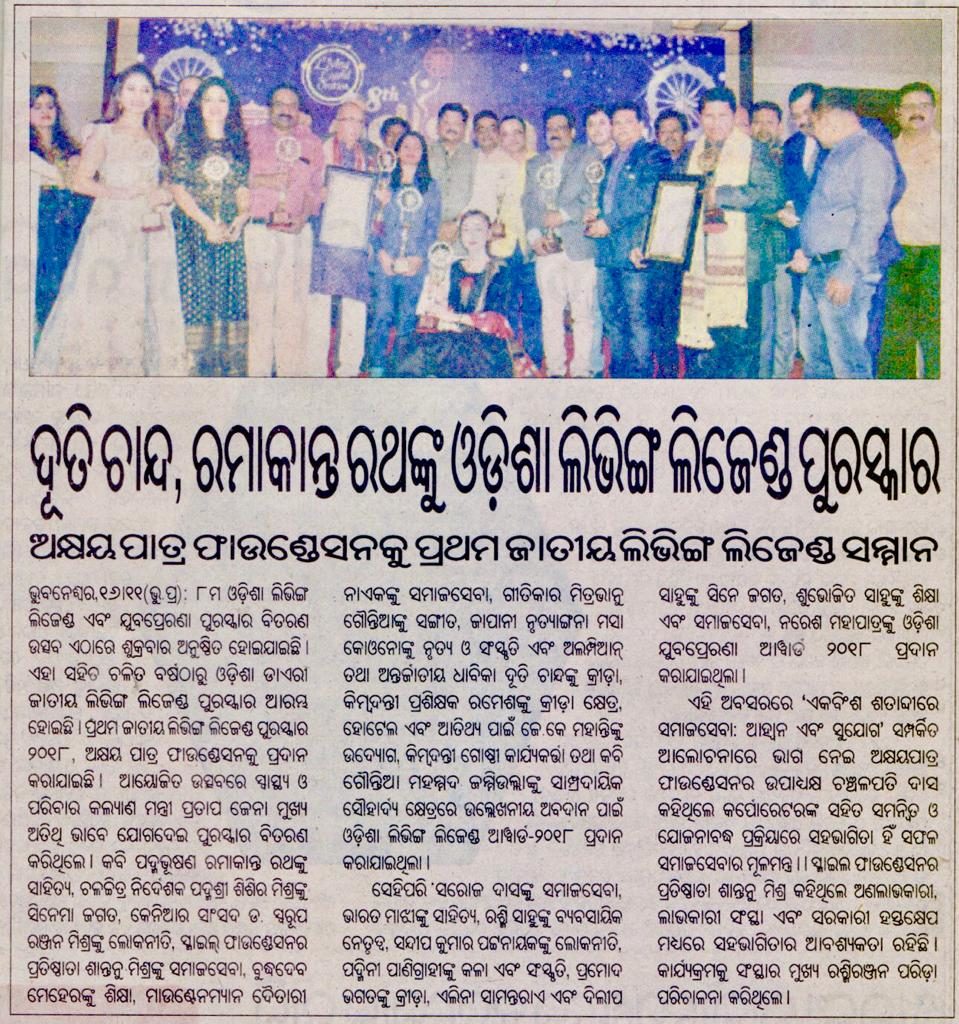 8th
ଦୂତି ଚାନ୍ଦ, ରମାକାନ୍ତ ରଥଙ୍କୁ ଓଡ଼ିଶା ଲିଭିଙ୍ଗ ଲିଜେଣ୍ଡ ପୁରସ୍କାର
ଅକ୍ଷୟ ପାତ୍ର ଫାଉଣ୍ଡେସନକୁ ପ୍ରଥମ ଜାତୀୟ ଲିଭିଙ୍ଗ ଲିଜେଣ୍ଡ ସମ୍ମାନ
ଭୁବନେଶ୍ୱର,୧୬।୧୧(ଭୁ.ପ୍ର): ୮ମ ଓଡ଼ିଶା ଲିଭିଙ୍ଗ
ଲିଜେଣ୍ଡ ଏବଂ ଯୁବପ୍ରେରଣା ପୁରସ୍କାର ବିତରଣ
ଉତ୍ସବ ଏଠାରେ ଶୁକ୍ରବାର ଅନୁଷ୍ଠିତ ହୋଇଯାଇଛି।
ଏହା ସହିତ ଚଳିତ ବର୍ଷଠାରୁ ଓଡ଼ିଶା ଡାଏରୀ
ଜାତୀୟ ଲିଭିଙ୍ଗ ଲିଜେଣ୍ଡ ପୁରସ୍କାର ଆରମ୍ଭ
ହୋଇଛି। ପ୍ରଥମ ଜାତୀୟ ଲିଭିଙ୍ଗ ଲିଜେଣ୍ଡ ପୁରସ୍କାର
୨୦୧୮, ଅକ୍ଷୟ ପାତ୍ର ଫାଉଣ୍ଡେସନକୁ ପ୍ରଦାନ
କରାଯାଇଛି। ଆୟୋଜିତ ଉତ୍ସବରେ ସ୍ୱାସ୍ଥ୍ୟ ଓ
ପରିବାର କଲ୍ୟାଣ ମନ୍ତ୍ରୀ ପ୍ରତାପ ଜେନା ମୁଖ୍ୟ
ଅତିଥି ଭାବେ ଯୋଗଦେଇ ପୁରସ୍କାର ବିତରଣ
କରିଥିଲେ। କବି ପଦ୍ମଭୂଷଣ ରମାକାନ୍ତ ରଥଙ୍କୁ
ସାହିତ୍ୟ, ଚଳଚ୍ଚିତ୍ର ନିର୍ଦେଶକ ପଦ୍ମଶ୍ରୀ ଶିଶିର ମିଶ୍ରଙ୍କୁ
ସିନେମା ଜଗତ, କେନିଆର ସାଂସଦ ଡ. ସ୍ୱରୂପ
ରଞ୍ଜନ ମିଶ୍ରଙ୍କୁ ଲୋକନୀତି, ସ୍ମାଇଲ୍ ଫାଉଣ୍ଡେସନର
ପ୍ରତିଷ୍ଠାତା ଶାନ୍ତନୁ ମିଶ୍ରଙ୍କୁ ସମାଜସେବା, ବୁଦ୍ଧଦେବ
ମେହେରଙ୍କୁ ଶିକ୍ଷା, ମାଉଣ୍ଟେନମ୍ୟାନ ଦୈତାରୀ
ନାଏକଙ୍କୁ ସମାଜସେବା, ଗୀତିକାର ମିତ୍ରଭାନୁ
ଗୌନ୍ତିଆଙ୍କୁ ସଙ୍ଗୀତ, ଜାପାନୀ ନୃତ୍ୟାଙ୍ଗନା ମସା
କୋଓନୋଙ୍କୁ ନୃତ୍ୟ ଓ ସଂସ୍କୃତି ଏବଂ ଅଲମ୍ପିଆନ୍
ତଥା ଅନ୍ତର୍ଜାତୀୟ ଧାବିକା ଦୂତି ଚାନ୍ଦଙ୍କୁ କ୍ରୀଡ଼ା,
କିମ୍ବଦନ୍ତୀ ପ୍ରଶିକ୍ଷକ ରମେଶଙ୍କୁ କ୍ରୀଡ଼ା କ୍ଷେତ୍ର,
ହୋଟେଲ ଏବଂ ଆତିଥ୍ୟ ପାଇଁ ଜେ.କେ ମହାନ୍ତିଙ୍କୁ
ଉଦ୍ୟୋଗ, କିମ୍ବଦନ୍ତୀ ଗୋଷ୍ଠୀ କାର୍ଯ୍ୟକର୍ତ୍ତା ତଥା କବି
ଗୌନ୍ତିଆ ମହମ୍ମଦ ଜମ୍ମିଉଲ୍ଲାଙ୍କୁ ସାମ୍ପ୍ରଦାୟିକ
ସୌହାର୍ଦ୍ଦ୍ୟ କ୍ଷେତ୍ରରେ ଉଲ୍ଲେଖନୀୟ ଅବଦାନ ପାଇଁ
ଓଡ଼ିଶା ଲିଭିଙ୍ଗ ଲିଜେଣ୍ଡ ଆୱାର୍ଡ-୨୦୧୮ ପ୍ରଦାନ
କରାଯାଇଥିଲା।
ସେହିପରି ସରୋଜ ଦାସଙ୍କୁ ସମାଜସେବା,
ଭାରତ ମାଝୀଙ୍କୁ ସାହିତ୍ୟ, ରଶ୍ମି ସାହୁଙ୍କୁ ବ୍ୟବସାୟିକ
ନେତୃତ୍ୱ, ସନ୍ଦୀପ କୁମାର ପଟ୍ଟନାୟକଙ୍କୁ ଲୋକନୀତି,
ପଦ୍ମିନୀ ପାଣିଗ୍ରାହୀଙ୍କୁ କଳା ଏବଂ ସଂସ୍କୃତି, ପ୍ରମୋଦ
ଭଗତଙ୍କୁ କ୍ରୀଡ଼ା, ଏଲିନା ସାମନ୍ତରାଏ ଏବଂ ଦିଲୀପ
ସାହୁଙ୍କୁ ସିନେ ଜଗତ, ଶୁଭୋଜିତ ସାହୁଙ୍କୁ ଶିକ୍ଷା
ଏବଂ ସମାଜସେବା, ନରେଶ ମହାପାତ୍ରଙ୍କୁ ଓଡ଼ିଶା
ଯୁବପ୍ରେରଣା ଆୱାର୍ଡ ୨୦୧୮ ପ୍ରଦାନ
କରାଯାଇଥିଲା।
ଏହି ଅବସରରେ 'ଏକବିଂଶ ଶତାବ୍ଦୀରେ
ସମାଜସେବା: ଆହ୍ୱାନ ଏବଂ ସୁଯୋଗ' ସମ୍ପର୍କିତ
ଆଲୋଚନାରେ ଭାଗ ନେଇ ଅକ୍ଷୟପାତ୍ର
ଫାଉଣ୍ଡେସନର ଉପାଧ୍ୟକ୍ଷ ଚଞ୍ଚଳପତି ଦାସ
କହିଥିଲେ କର୍ପୋରେଟରଙ୍କ ସହିତ ସମନ୍ୱିତ ଓ
ଯୋଜନାବଦ୍ଧ ପ୍ରକ୍ରିୟାରେ ସହଭାଗିତା ହିଁ ସଫଳ
ସମାଜସେବାର ମୂଳମନ୍ତ୍ର।। ସ୍ମାଇଲ ଫାଉଣ୍ଡେସନର
ପ୍ରତିଷ୍ଠାତା ଶାନ୍ତନୁ ମିଶ୍ର କହିଥିଲେ ଅଣଲାଭକାରୀ,
ଲାଭକାରୀ ସଂସ୍ଥା ଏବଂ ସରକାରୀ ହସ୍ତକ୍ଷେପ
ମଧ୍ୟରେ ସହଭାଗିତାର ଆବଶ୍ୟକତା ରହିଛି।
କାର୍ଯ୍ୟକ୍ରମକୁ ସଂସ୍ଥାର ମୁଖ୍ୟ ରଶ୍ମିରଞ୍ଜନ ପରିଡ଼ା
ପରିଚାଳନା କରିଥିଲେ।